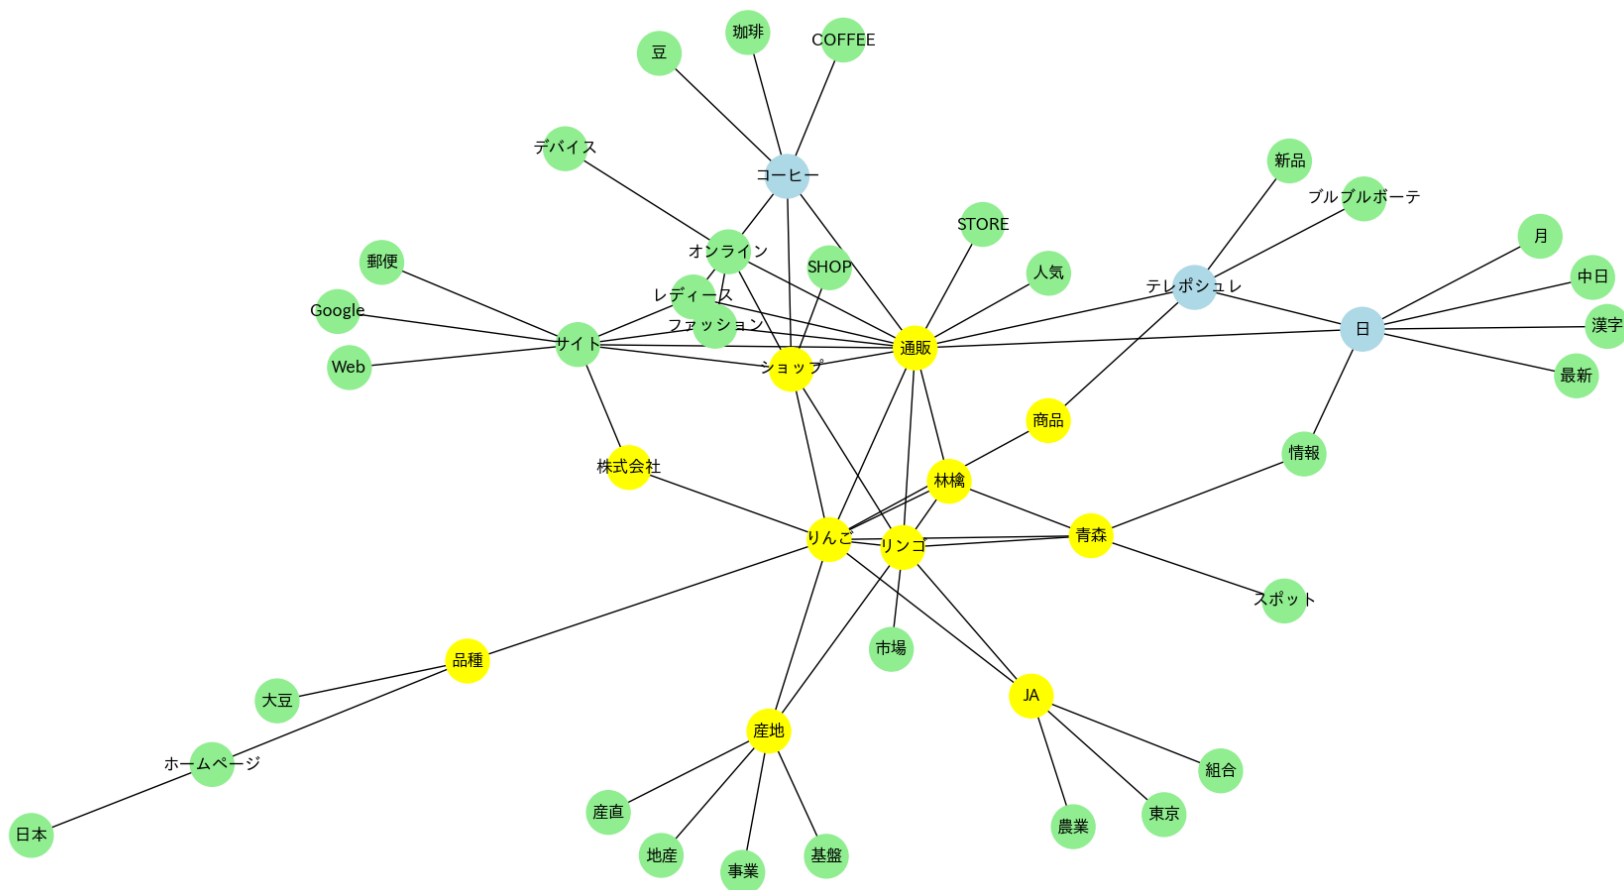 珈琲
COFFEE
豆
デバイス
コーヒー
新品
ブルブルボーテ
STORE
月
オンライン
SHOP
郵便
人気
中日
テレポシュレ
レディース
Google
ファッション
漢字
日
サイト
通販
Web
ショップ
最新
商品
情報
株式会社
林檎
りんご
リンゴ
青森
スポット
市場
品種
大豆
JA
産地
ホームページ
組合
産直
東京
農業
日本
地産
基盤
事業